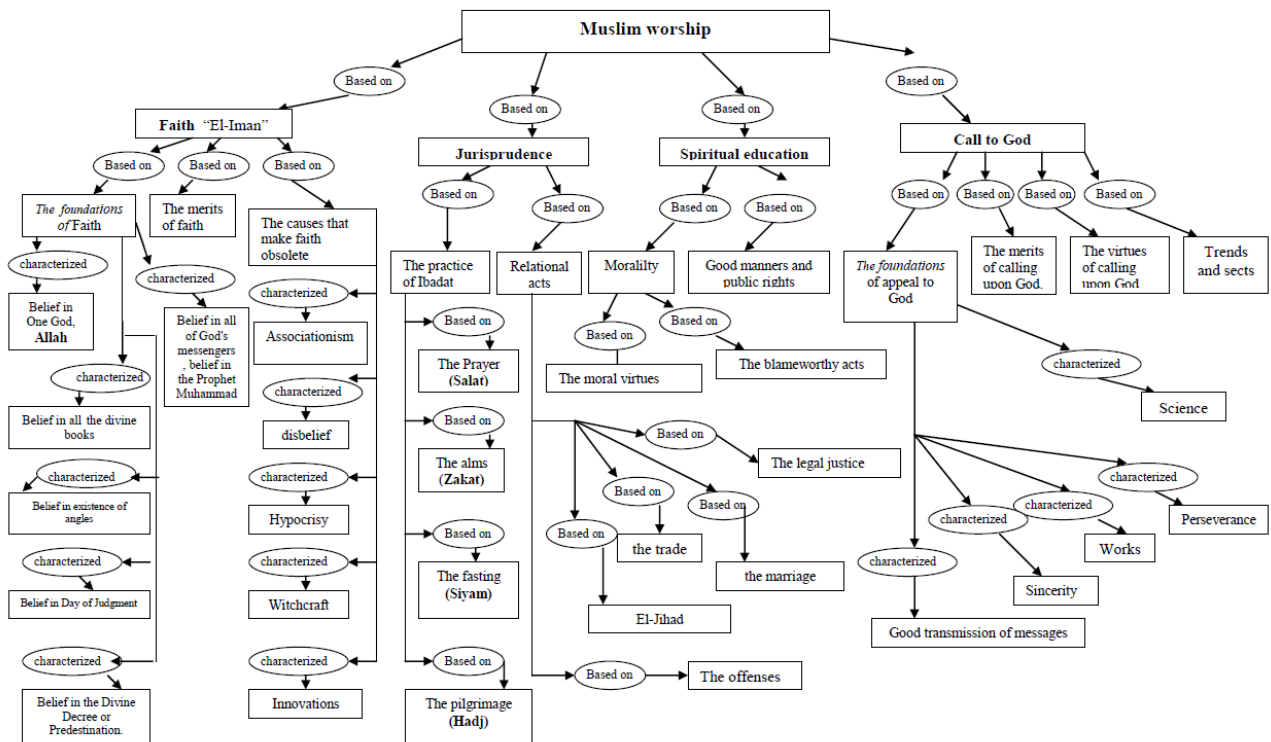 Muslim worship
Based on
Based on
Based on
Based on
Faith “El-Iman”
Jurisprudence
Spiritual education
Call to God
Based on
Based on
Based on
Based on
Based on
Based on
Based on
Based on
Based on
Based on
Based on
The foundations
of Faith
The merits
of faith
The causes that
make faith
obsolete
The practice
of Ibadat
Relational
acts
Moralilty
Good manners and
public rights
The foundations
of appeal to
God
The merits
of calling
upon God.
The virtues
of calling
upon God
Trends
and sects
characterized
characterized
characterized
Belief in
One God,
Allah
Belief in all
of God's
messengers
, belief in
the Prophet
Muhammad
Associationism
Based on
The Prayer
(Salat)
Based on
Based on
The moral virtues
The blameworthy acts
characterized
Science
characterized
Belief in all the divine
books
characterized
disbelief
Based on
The alms
(Zakat)
Based on
The legal justice
characterized
Belief in existence of
angles
characterized
Hypocrisy
Based on
Based on
Based on
the trade
the marriage
characterized
Perseverance
characterized
Works
characterized
Sincerity
characterized
Good transmission of messages
characterized
Belief in Day of Judgment
characterized
Witchcraft
Based on
The fasting
(Siyam)
El-Jihad
characterized
Belief in the Divine
Decree or
Predestination.
characterized
Innovations
Based on
The pilgrimage
(Hadj)
Based on
The offenses